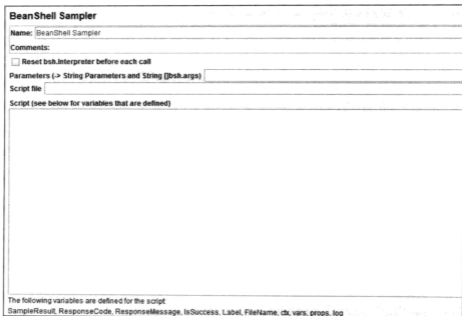 BeanShell Sampler
Name: BeanShell Sampler
Comments:
Reset bsh.Interpreter before each call
Parameters (-> String Parameters and String []bsh.args)
Script file
Script (see below for variables that are defined)
The following variables are defined for the script
SampleResult, ResponseCode, ResponseMessage, IsSuccess, Label, FileName, ctx, vars, props, log